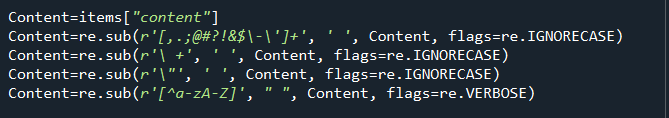 Content=items["content"]
Content=re.sub(r'[,.;@#?!&$\-\']+', ' ', Content, flags=re.IGNORECASE)
Content=re.sub(r'\ +', ' ', Content, flags=re.IGNORECASE)
Content=re.sub(r'\"', ' ', Content, flags=re.IGNORECASE)
Content=re.sub(r'[^a-zA-Z]', " ", Content, flags=re.VERBOSE)